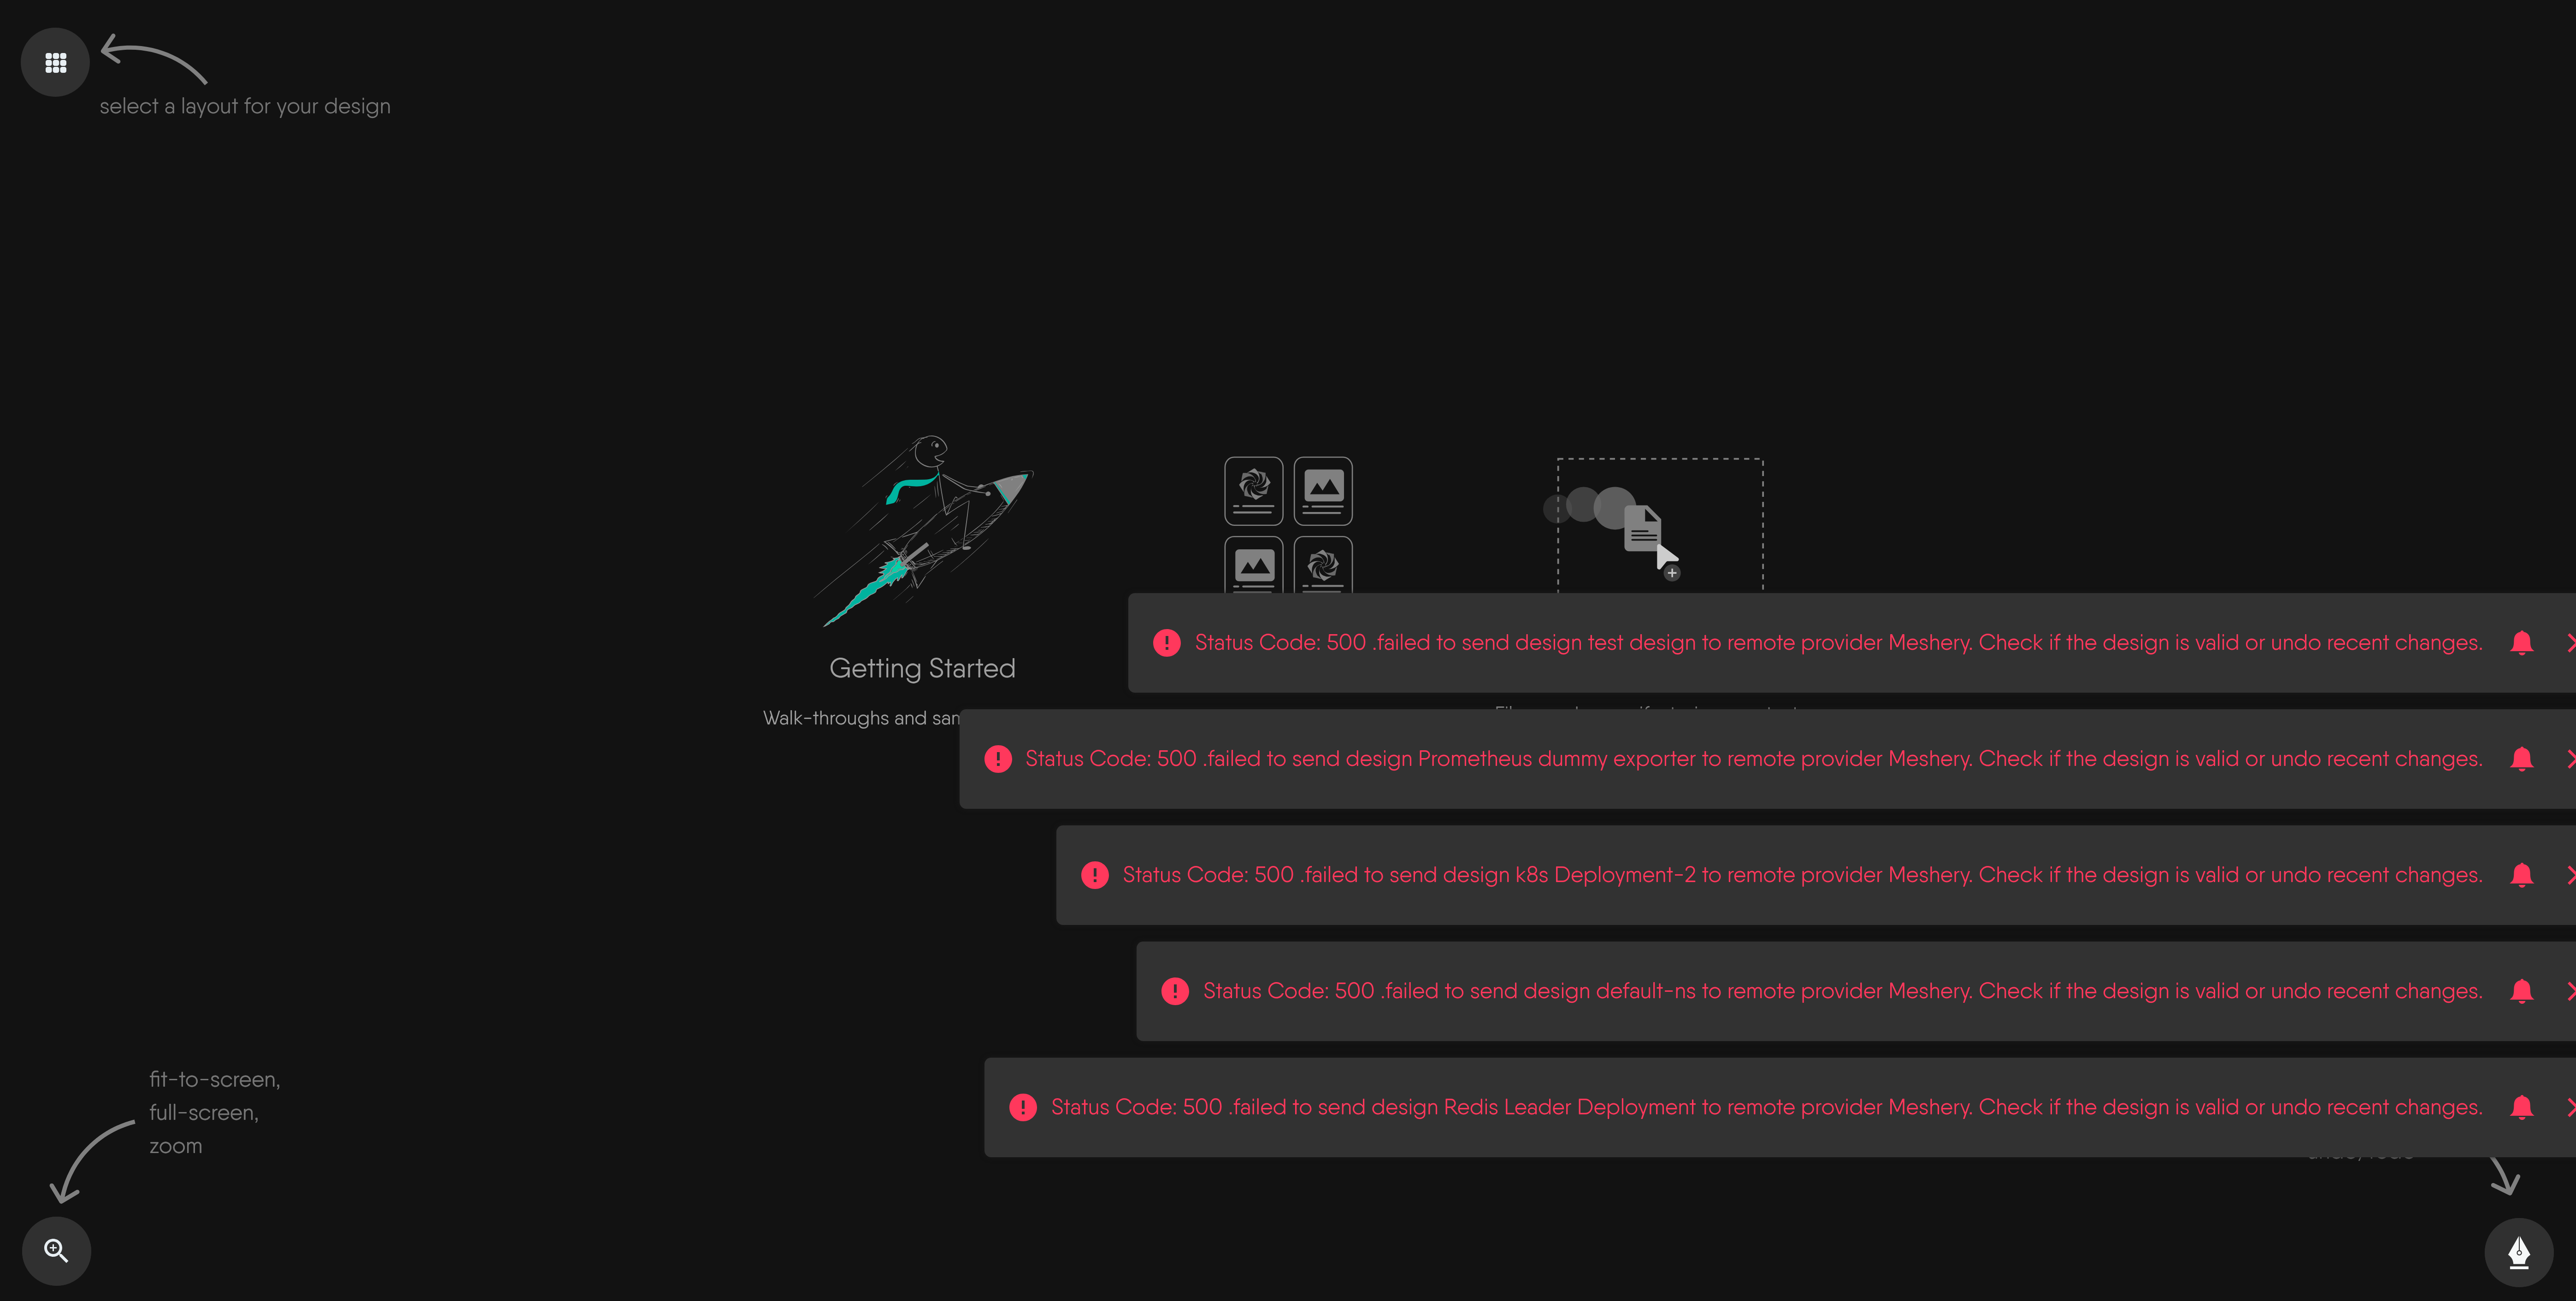 select a layout for your design
Getting Started
Walk-throughs and
Status Code: 500 .failed to send design test design to remote provider Meshery. Check if the design is valid or undo recent changes.
Status Code: 500 .failed to send design Prometheus dummy exporter to remote provider Meshery. Check if the design is valid or undo recent changes.
Status Code: 500 .failed to send design k8s Deployment-2 to remote provider Meshery. Check if the design is valid or undo recent changes.
Status Code: 500 .failed to send design default-ns to remote provider Meshery. Check if the design is valid or undo recent changes.
Status Code: 500 .failed to send design Redis Leader Deployment to remote provider Meshery. Check if the design is valid or undo recent changes.
fit-to-screen,
full-screen,
zoom